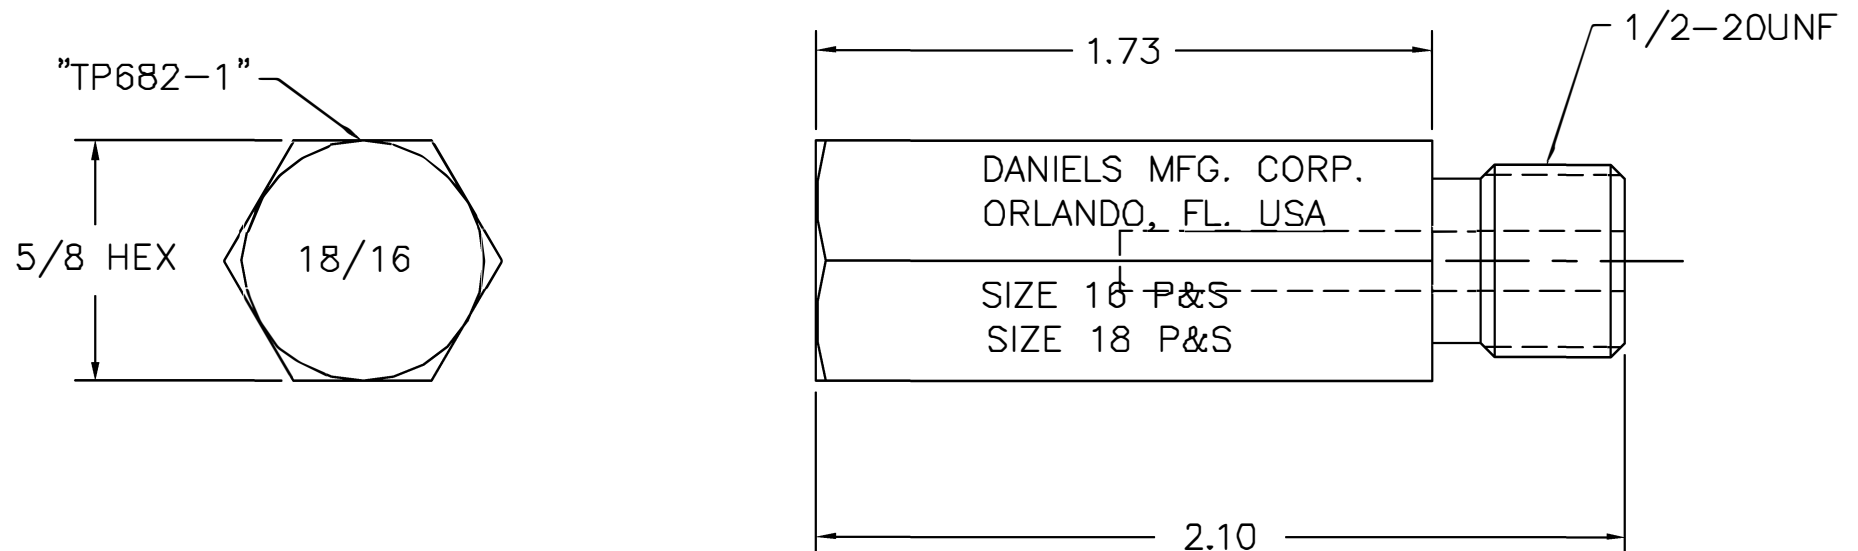 "TP682-1"
5/8 HEX
18/16
1.73
1/2-20UNF
DANIELS MFG. CORP.
ORLANDO, FL. USA
SIZE 16 P&S
SIZE 18 P&S
2.10